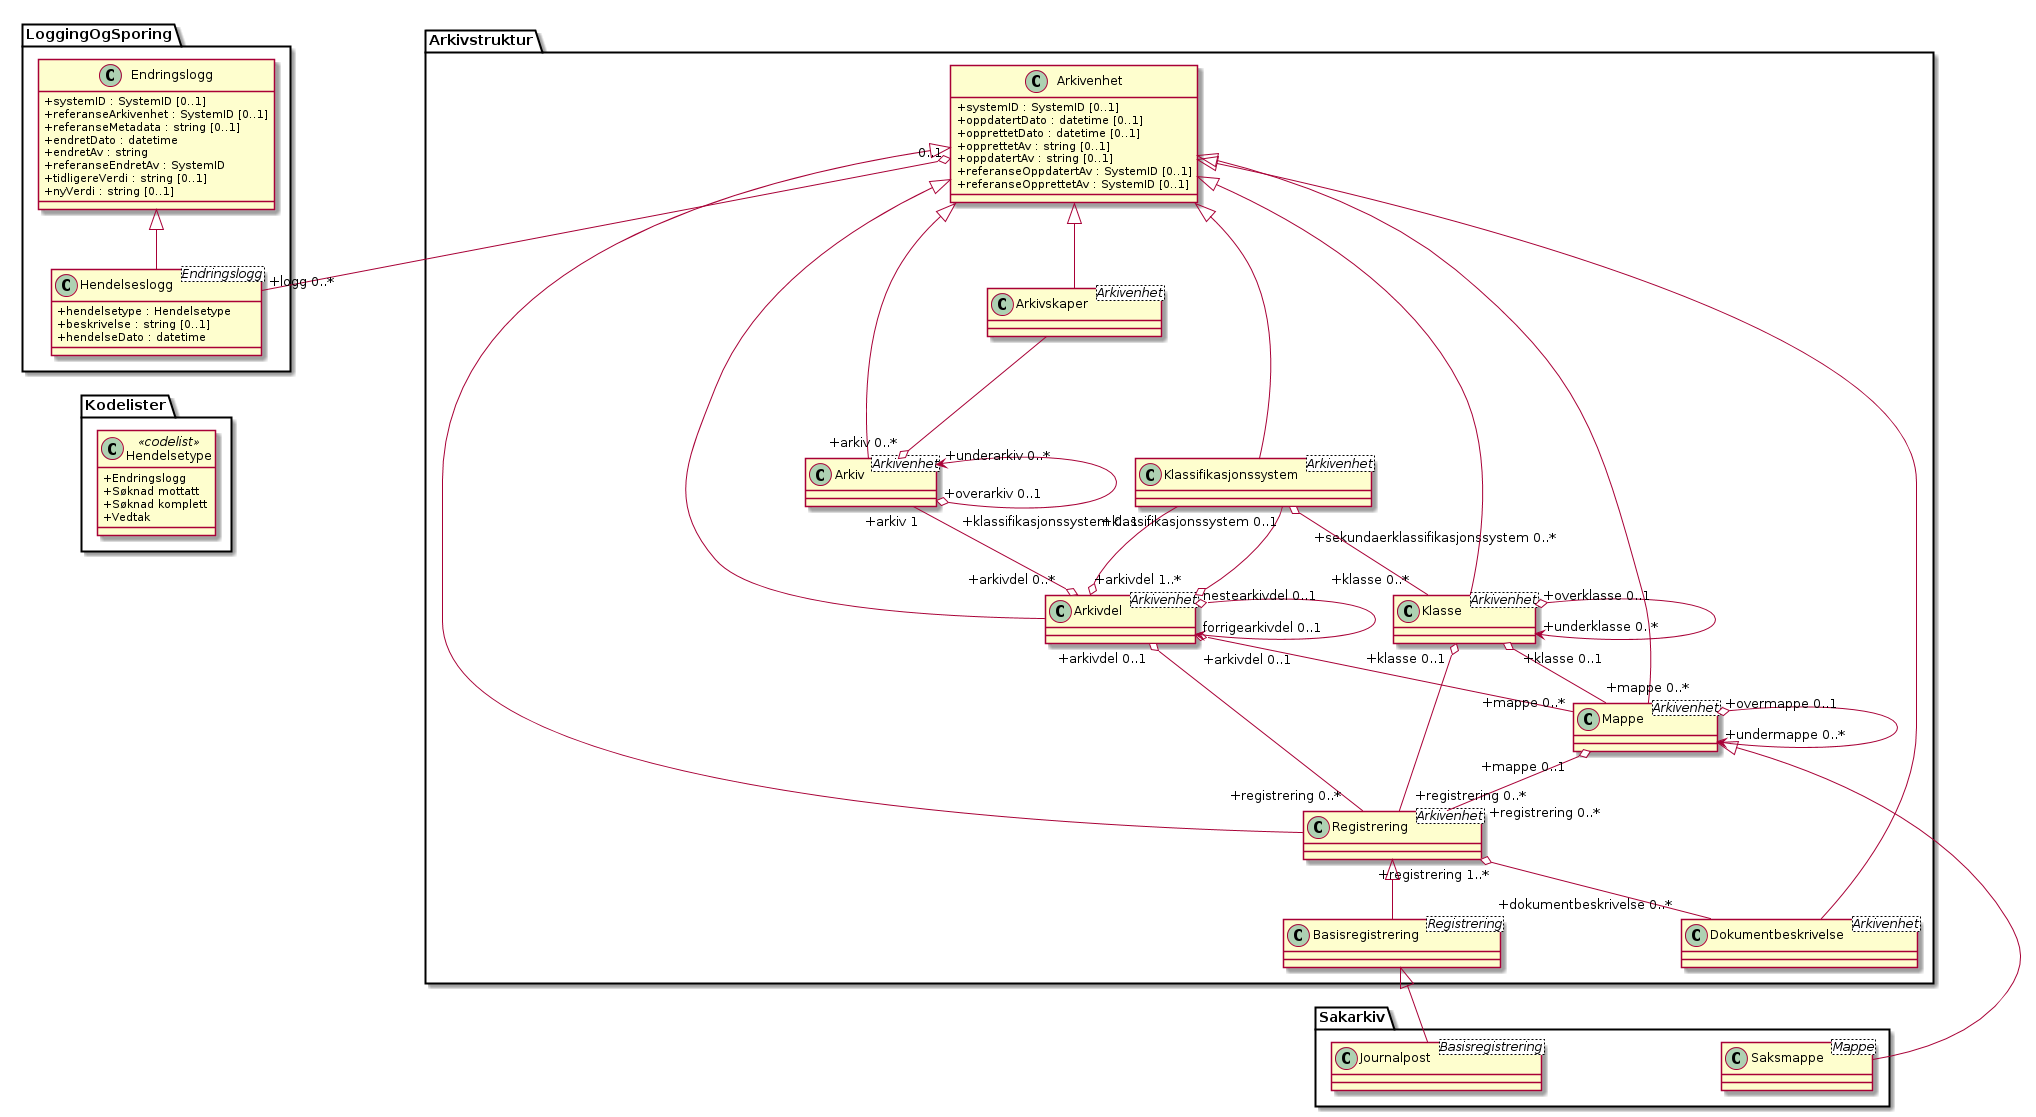 LoggingOgSporing
C Endringslogg
+systemID : SystemID [0..1]
+referanseArkivenhet : SystemID [0..1]
+referanseMetadata : string [0..1]
+endretDato : datetime
+endretAv : string
+referanseEndretAv : SystemID
+tidligereVerdi : string [0..1]
+nyVerdi : string [0..1]
C Hendelseslogg
Endringslogg
+hendelsetype : Hendelsetype
+beskrivelse : string [0..1]
+hendelseDato : datetime
+logg 0..*
Kodelister
«codelist»
C Hendelsetype
+Endringslogg
+Søknad mottatt
+Søknad komplett
+Vedtak
Arkivstruktur
C Arkivenhet
+systemID : SystemID [0..1]
+oppdatertDato : datetime [0..1]
+opprettetDato : datetime [0..1]
+opprettetAv : string [0..1]
+oppdatertAv : string [0..1]
+referanseOppdatertAv : SystemID [0..1]
+referanseOpprettetAv : SystemID [0..1]
0..1
C Arkivskaper
Arkivenhet
+arkiv 0..*
C Arkiv
Arkivenhet
+underarkiv 0..*
+overarkiv 0..1
C Klassifikasjonssystem
Arkivenhet
+arkiv 1
+klassifikasjonssystem 0..1
+klassifikasjonssystem 0..1
+sekundaerklassifikasjonssystem 0..*
+arkivdel 0..*
+arkivdel 1..*
+klasse 0..*
C Arkivdel
Arkivenhet
+nestearkivdel 0..1
+forrigearkivdel 0..1
C Klasse
Arkivenhet
+overklasse 0..1
+underklasse 0..*
+arkivdel 0..1
+arkivdel 0..1
+klasse 0..1
+klasse 0..1
+mappe 0..*
+mappe 0..*
C Mappe
Arkivenhet
+overmappe 0..1
+undermappe 0..*
+mappe 0..1
+registrering 0..*
+registrering 0..*
+registrering 0..*
C Registrering
Arkivenhet
+registrering 1..*
+dokumentbeskrivelse 0..*
C Basisregistrering
Registrering
C Dokumentbeskrivelse
Arkivenhet
Sakarkiv
C Journalpost
Basisregistrering
C Saksmappe
Mappe